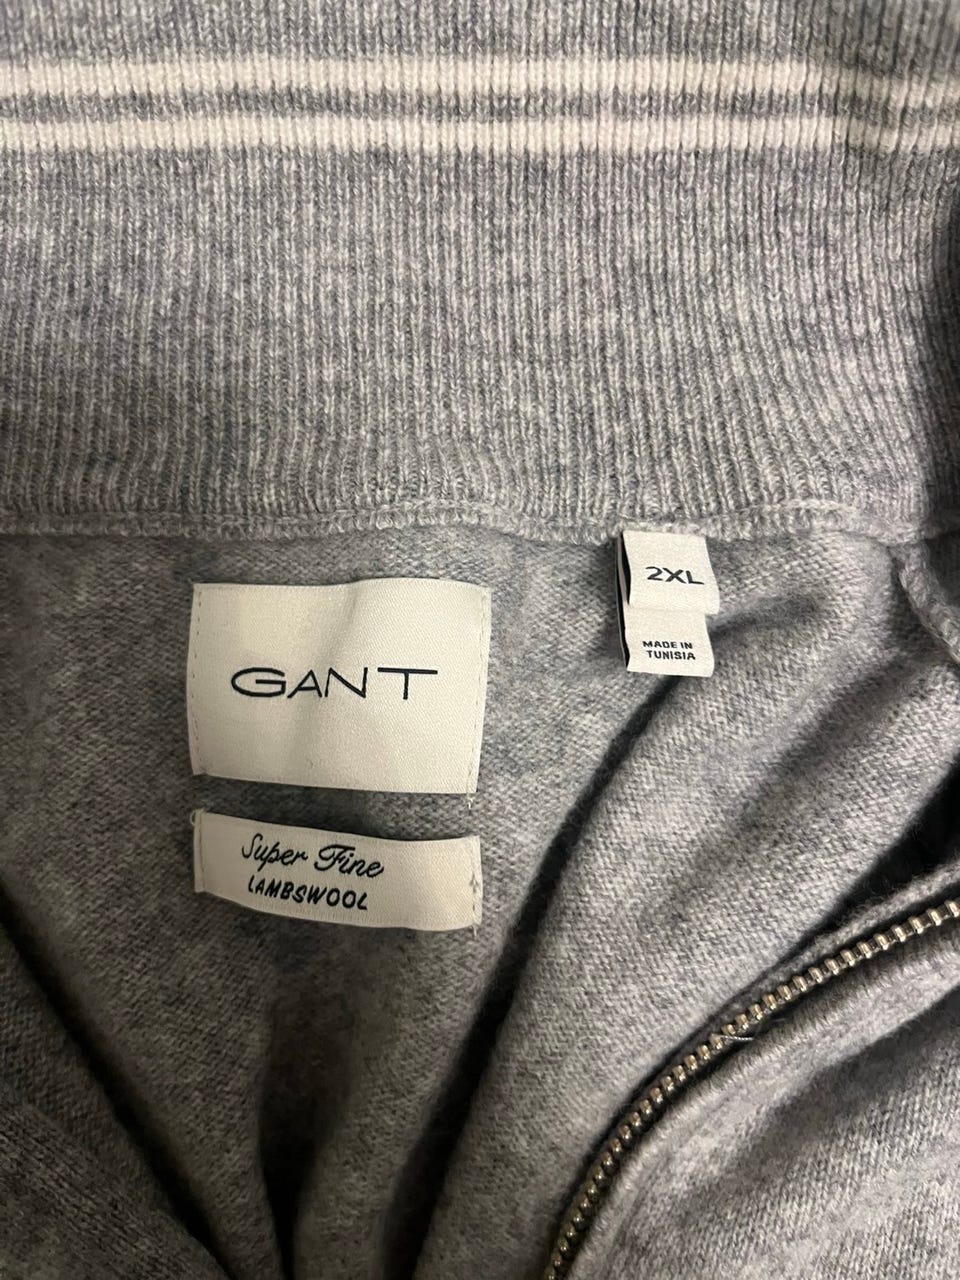 2XL
MADE IN
TUNISIA
GANT
Super Fine
LAMBSWOOL